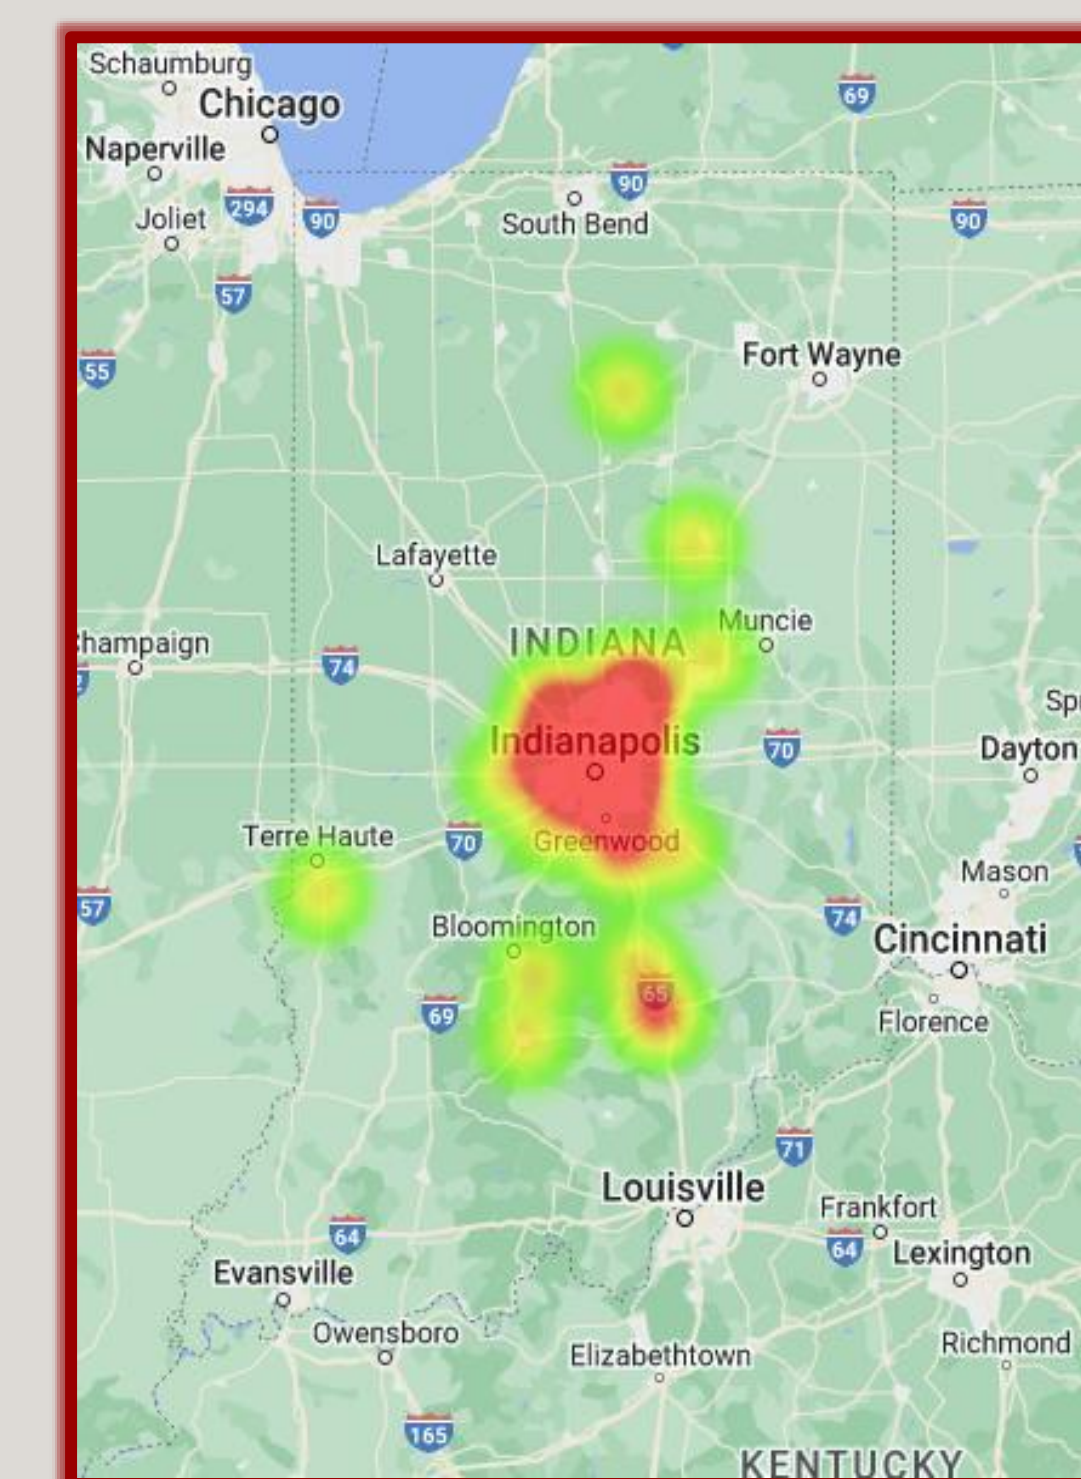 Schaumburg
Chicago
69
Naperville
90
294
90
Joliet
South Bend
90
57
Fort Wayne
55
Lafayette
Muncie
INDIANA
74
Indianapolis
70
Dayton
Terre Haute
70
Greenwood
Mason
57
74
Bloomington
Cincinnati
65
69
Florence
71
Louisville
Frankfort
64
64
Lexington
Evansville
Owensboro
Richmond
Elizabethtown
165
KENTUCKY